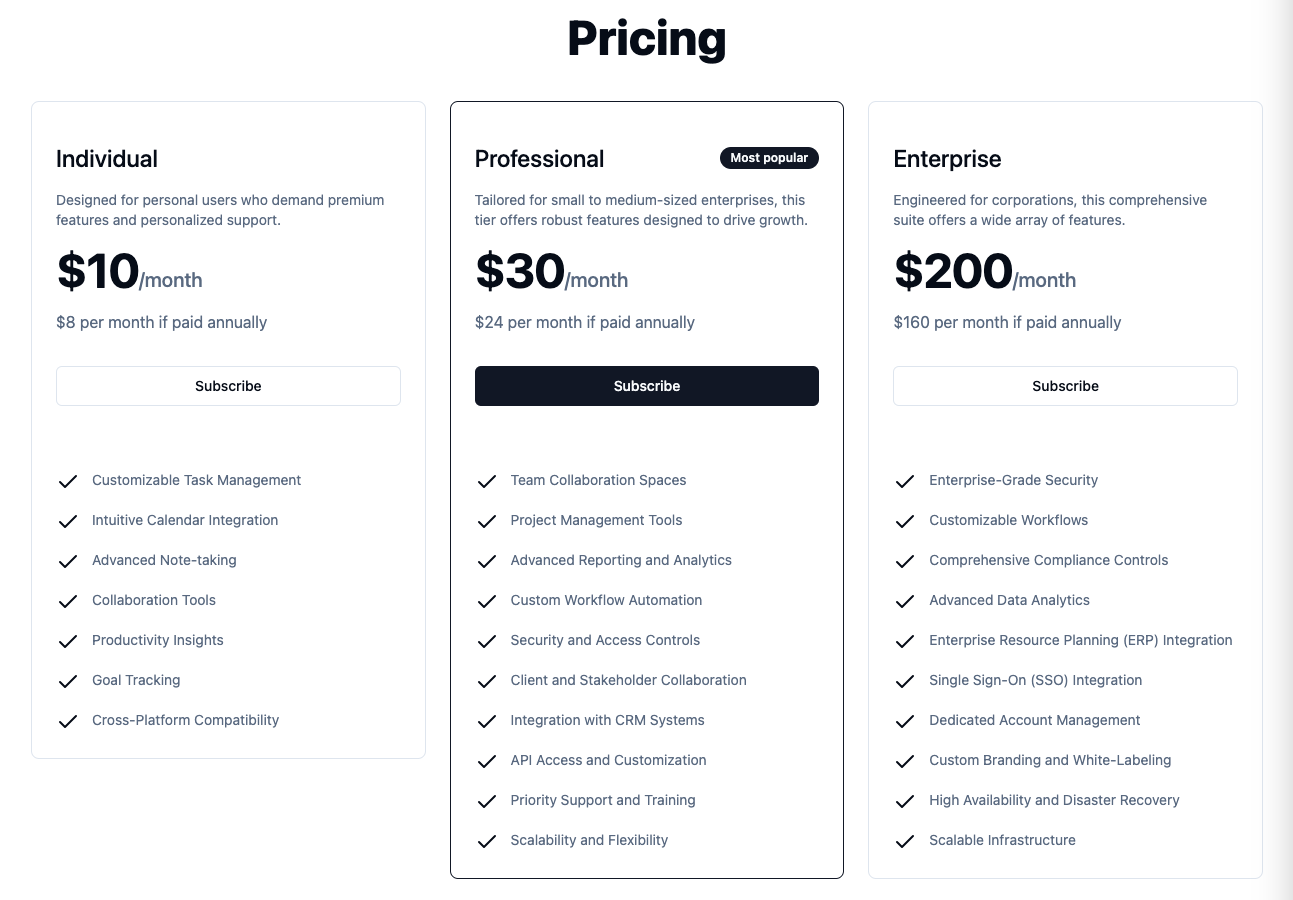 Pricing
Individual
Designed for personal users who demand premium
features and personalized support.
$10/month
$8 per month if paid annually
Subscribe
Customizable Task Management
Intuitive Calendar Integration
Advanced Note-taking
Collaboration Tools
Productivity Insights
Goal Tracking
Cross-Platform Compatibility
Professional
Most popular
Tailored for small to medium-sized enterprises, this
tier offers robust features designed to drive growth.
$30/month
$24 per month if paid annually
Subscribe
Team Collaboration Spaces
Project Management Tools
Advanced Reporting and Analytics
Custom Workflow Automation
Security and Access Controls
Client and Stakeholder Collaboration
Integration with CRM Systems
API Access and Customization
Priority Support and Training
Scalability and Flexibility
Enterprise
Engineered for corporations, this comprehensive
suite offers a wide array of features.
$200/month
$160 per month if paid annually
Subscribe
Enterprise-Grade Security
Customizable Workflows
Comprehensive Compliance Controls
Advanced Data Analytics
Enterprise Resource Planning (ERP) Integration
Single Sign-On (SSO) Integration
Dedicated Account Management
Custom Branding and White-Labeling
High Availability and Disaster Recovery
Scalable Infrastructure